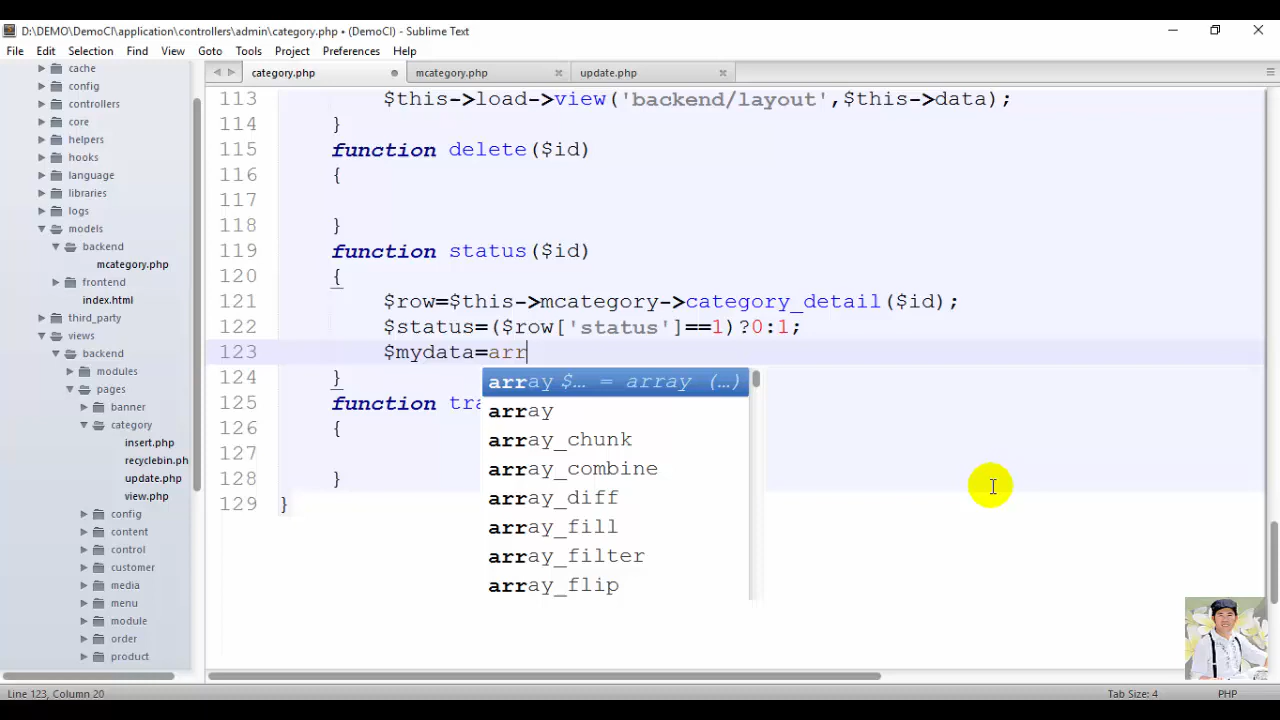 D:\DEMO\DemoCI\application\controllers\admin\category.php • (DemoCI) - Sublime Text
File Edit Selection Find View Goto Tools Project Preferences Help
cache
config
controllers
core
helpers
hooks
language
libraries
logs
models
backend
mcategory.php
frontend
index.html
third_party
views
backend
modules
pages
banner
category
insert.php
recyclebin.ph
update.php
view.php
config
content
control
customer
media
menu
module
order
product
category.php mcategory.php update.php
113 $this->load->view('backend/layout',$this->data);
114 }
115 function delete($id)
116 {
117
118 }
119 function status($id)
120 {
121 $row=$this->mcategory->category_detail($id);
122 $status=($row['status']==1)?0:1;
123 $mydata=arr
124 }
125 function tra
126 {
127
128 }
129 }
array $… = array (…)
array
array_chunk
array_combine
array_diff
array_fill
array_filter
array_flip
Line 123, Column 20 Tab Size: 4 PHP